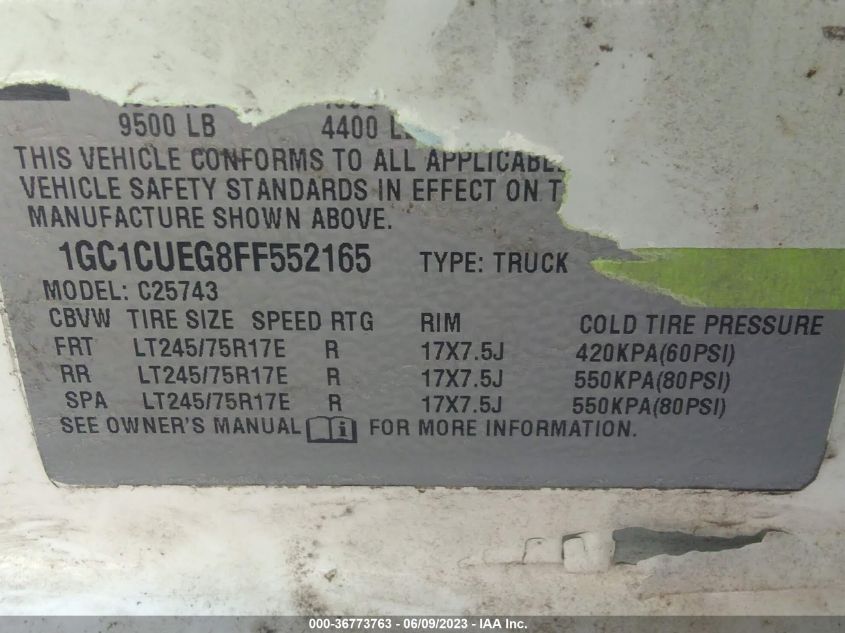 9500 LB 4400
THIS VEHICLE CONFORMS TO ALL
VEHICLE SAFETY STANDARDS IN EFFECT ON
MANUFACTURE SHOWN ABOVE.
1GC1CUEG8FF552165 TYPE: TRUCK
MODEL: C25743
CBVW TIRE SIZE SPEED RTG RIM COLD TIRE PRESSURE
FRT LT245/75R17E R 17X7.5J 420KPA(60PSI)
RR LT245/75R17E R 17X7.5J 550KPA(80PSI)
SPA LT245/75R17E R 17X7.5J 550KPA(80PSI)
SEE OWNER'S MANUAL i FOR MORE INFORMATION.
000-36773763 - 06/09/2023 - IAA Inc.